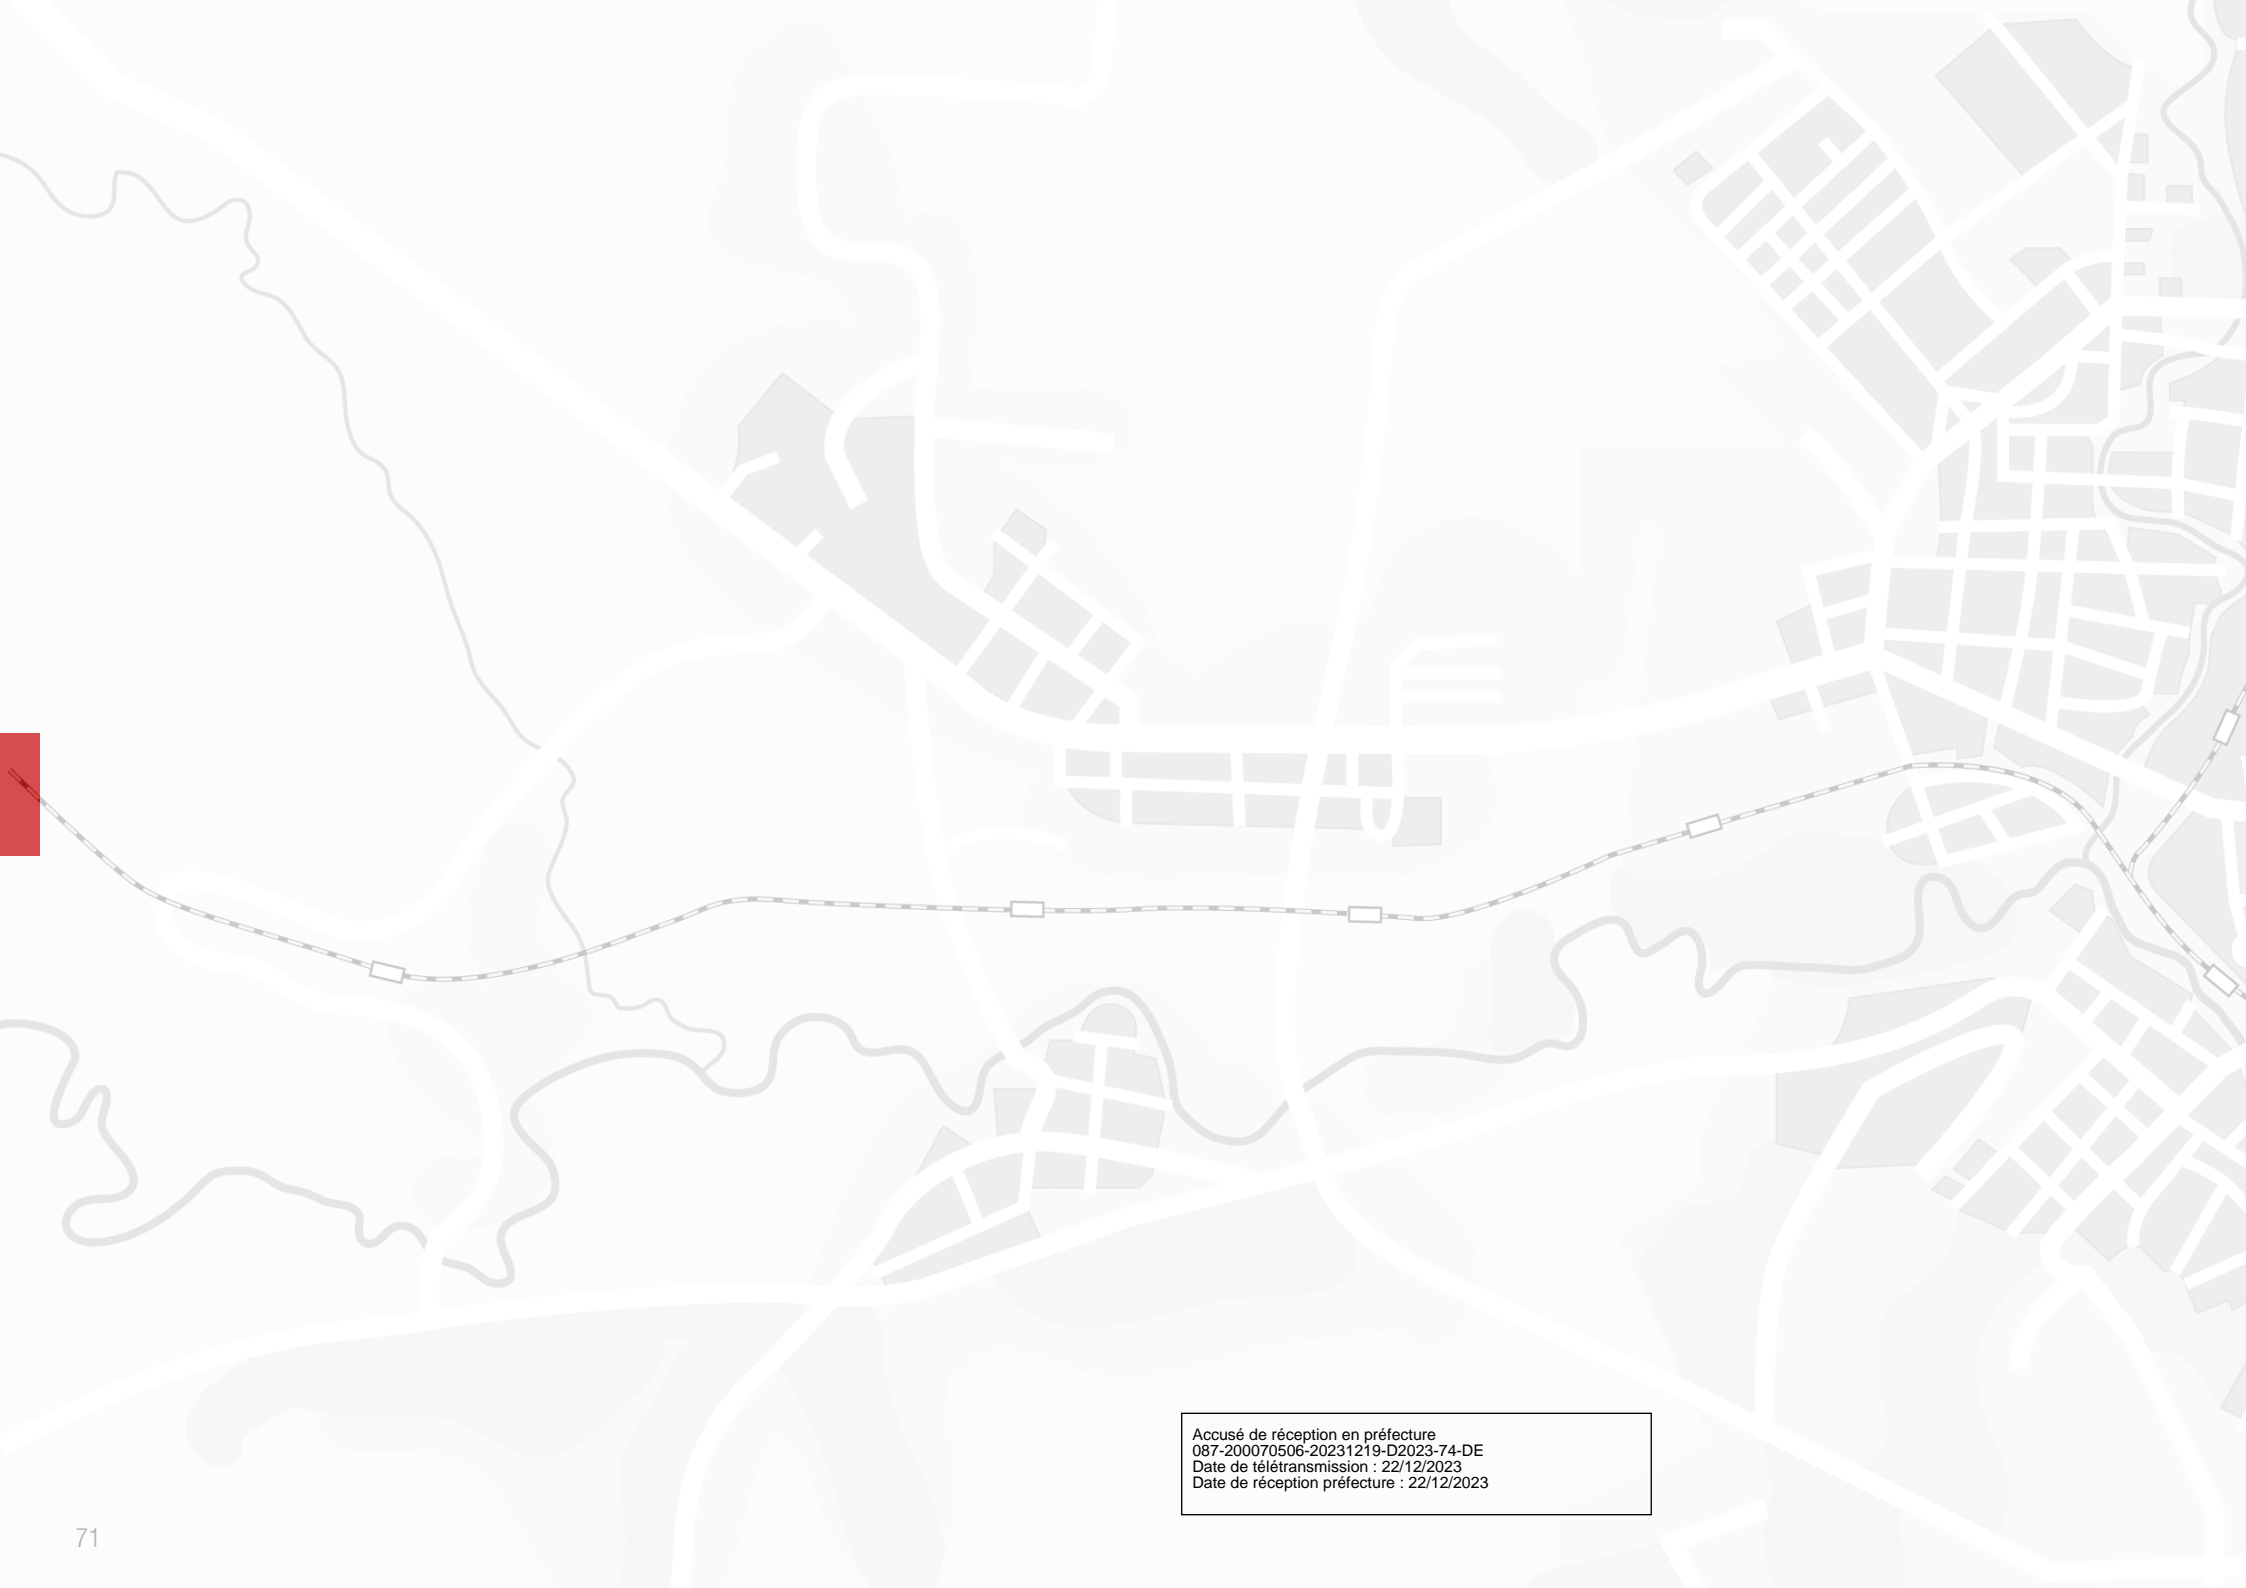 Accusé de réception en préfecture
087-200070506-20231219-D2023-74-DE
Date de télétransmission : 22/12/2023
Date de réception préfecture : 22/12/2023
71